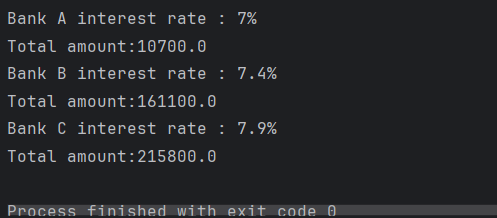 Bank A interest rate : 7%
Total amount:10700.0
Bank B interest rate : 7.4%
Total amount:161100.0
Bank C interest rate : 7.9%
Total amount:215800.0
Process finished with exit code 0